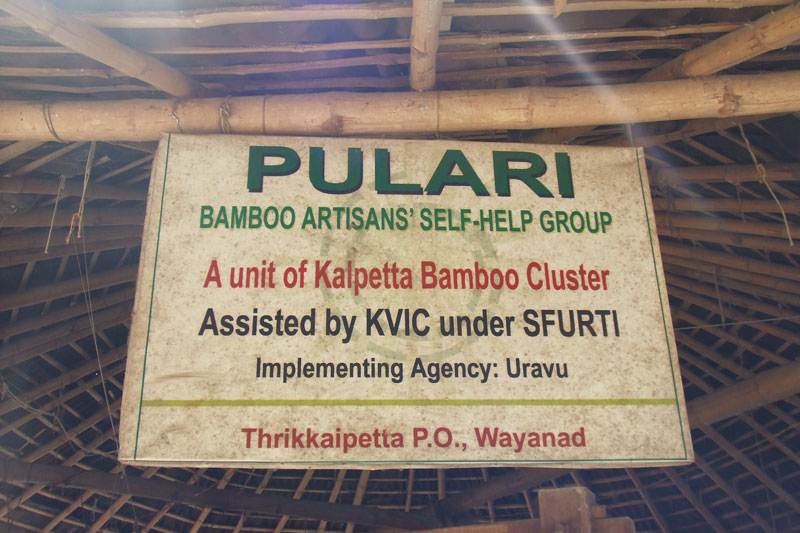 PULARI
BAMBOO ARTISANS' SELF-HELP GROUP
A unit of Kalpetta Bamboo Cluster
Assisted by KVIC under SFURTI
Implementing Agency: Uravu
Thrikkaipetta P.O., Wayanad